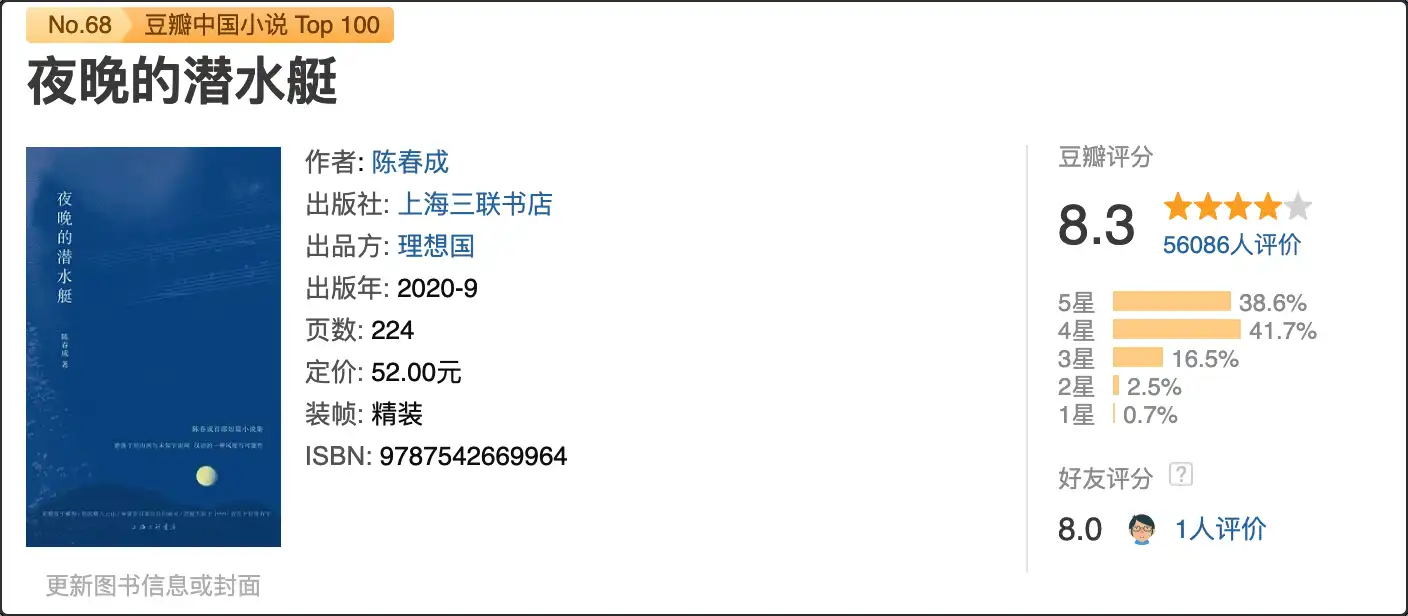 No.68 豆瓣中国小说 Top 100
夜晚的潜水艇
夜晚的潜水艇
陈春成 著
陈春成首部短篇小说集
上海三联书店
作者: 陈春成
出版社: 上海三联书店
出品方: 理想国
出版年: 2020-9
页数: 224
定价: 52.00元
装帧: 精装
ISBN: 9787542669964
更新图书信息或封面
豆瓣评分
8.3
56086人评价
5星 38.6%
4星 41.7%
3星 16.5%
2星 2.5%
1星 0.7%
好友评分 ?
8.0 1人评价